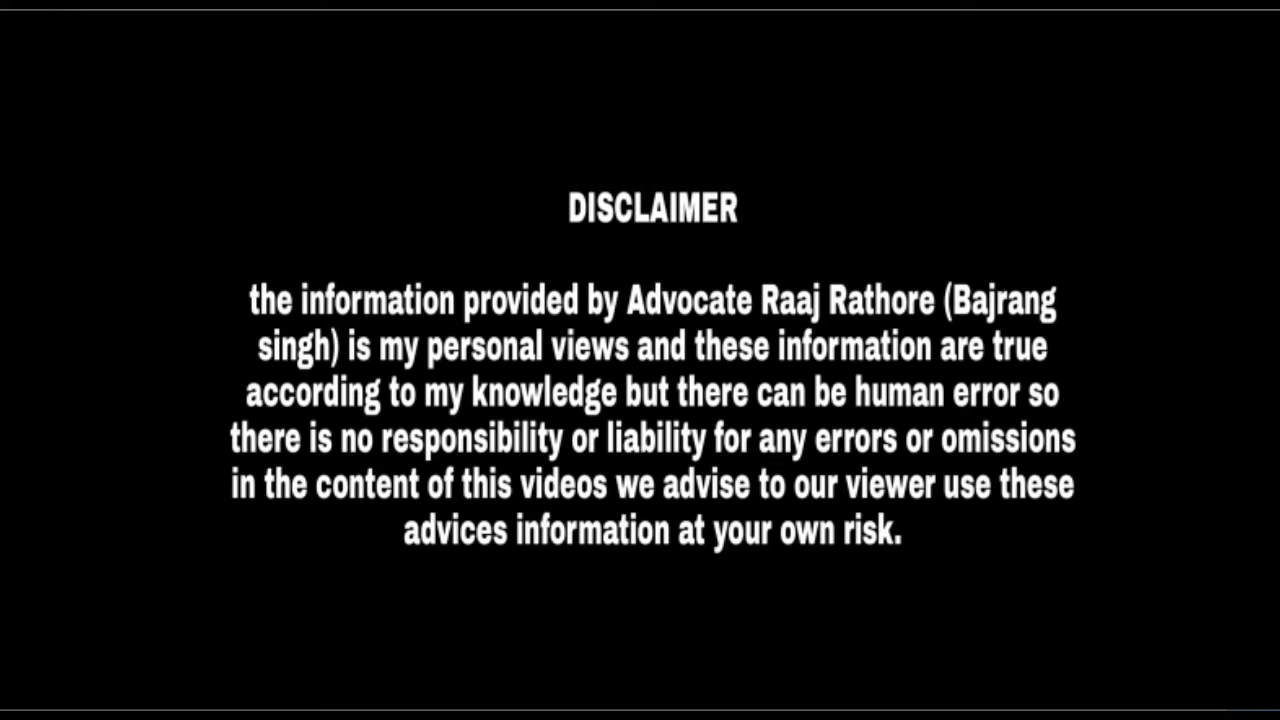 DISCLAIMER
the information provided by Advocate Raaj Rathore (Bajrang
singh) is my personal views and these information are true
according to my knowledge but there can be human error so
there is no responsibility or liability for any errors or omissions
in the content of this videos we advise to our viewer use these
advices information at your own risk.